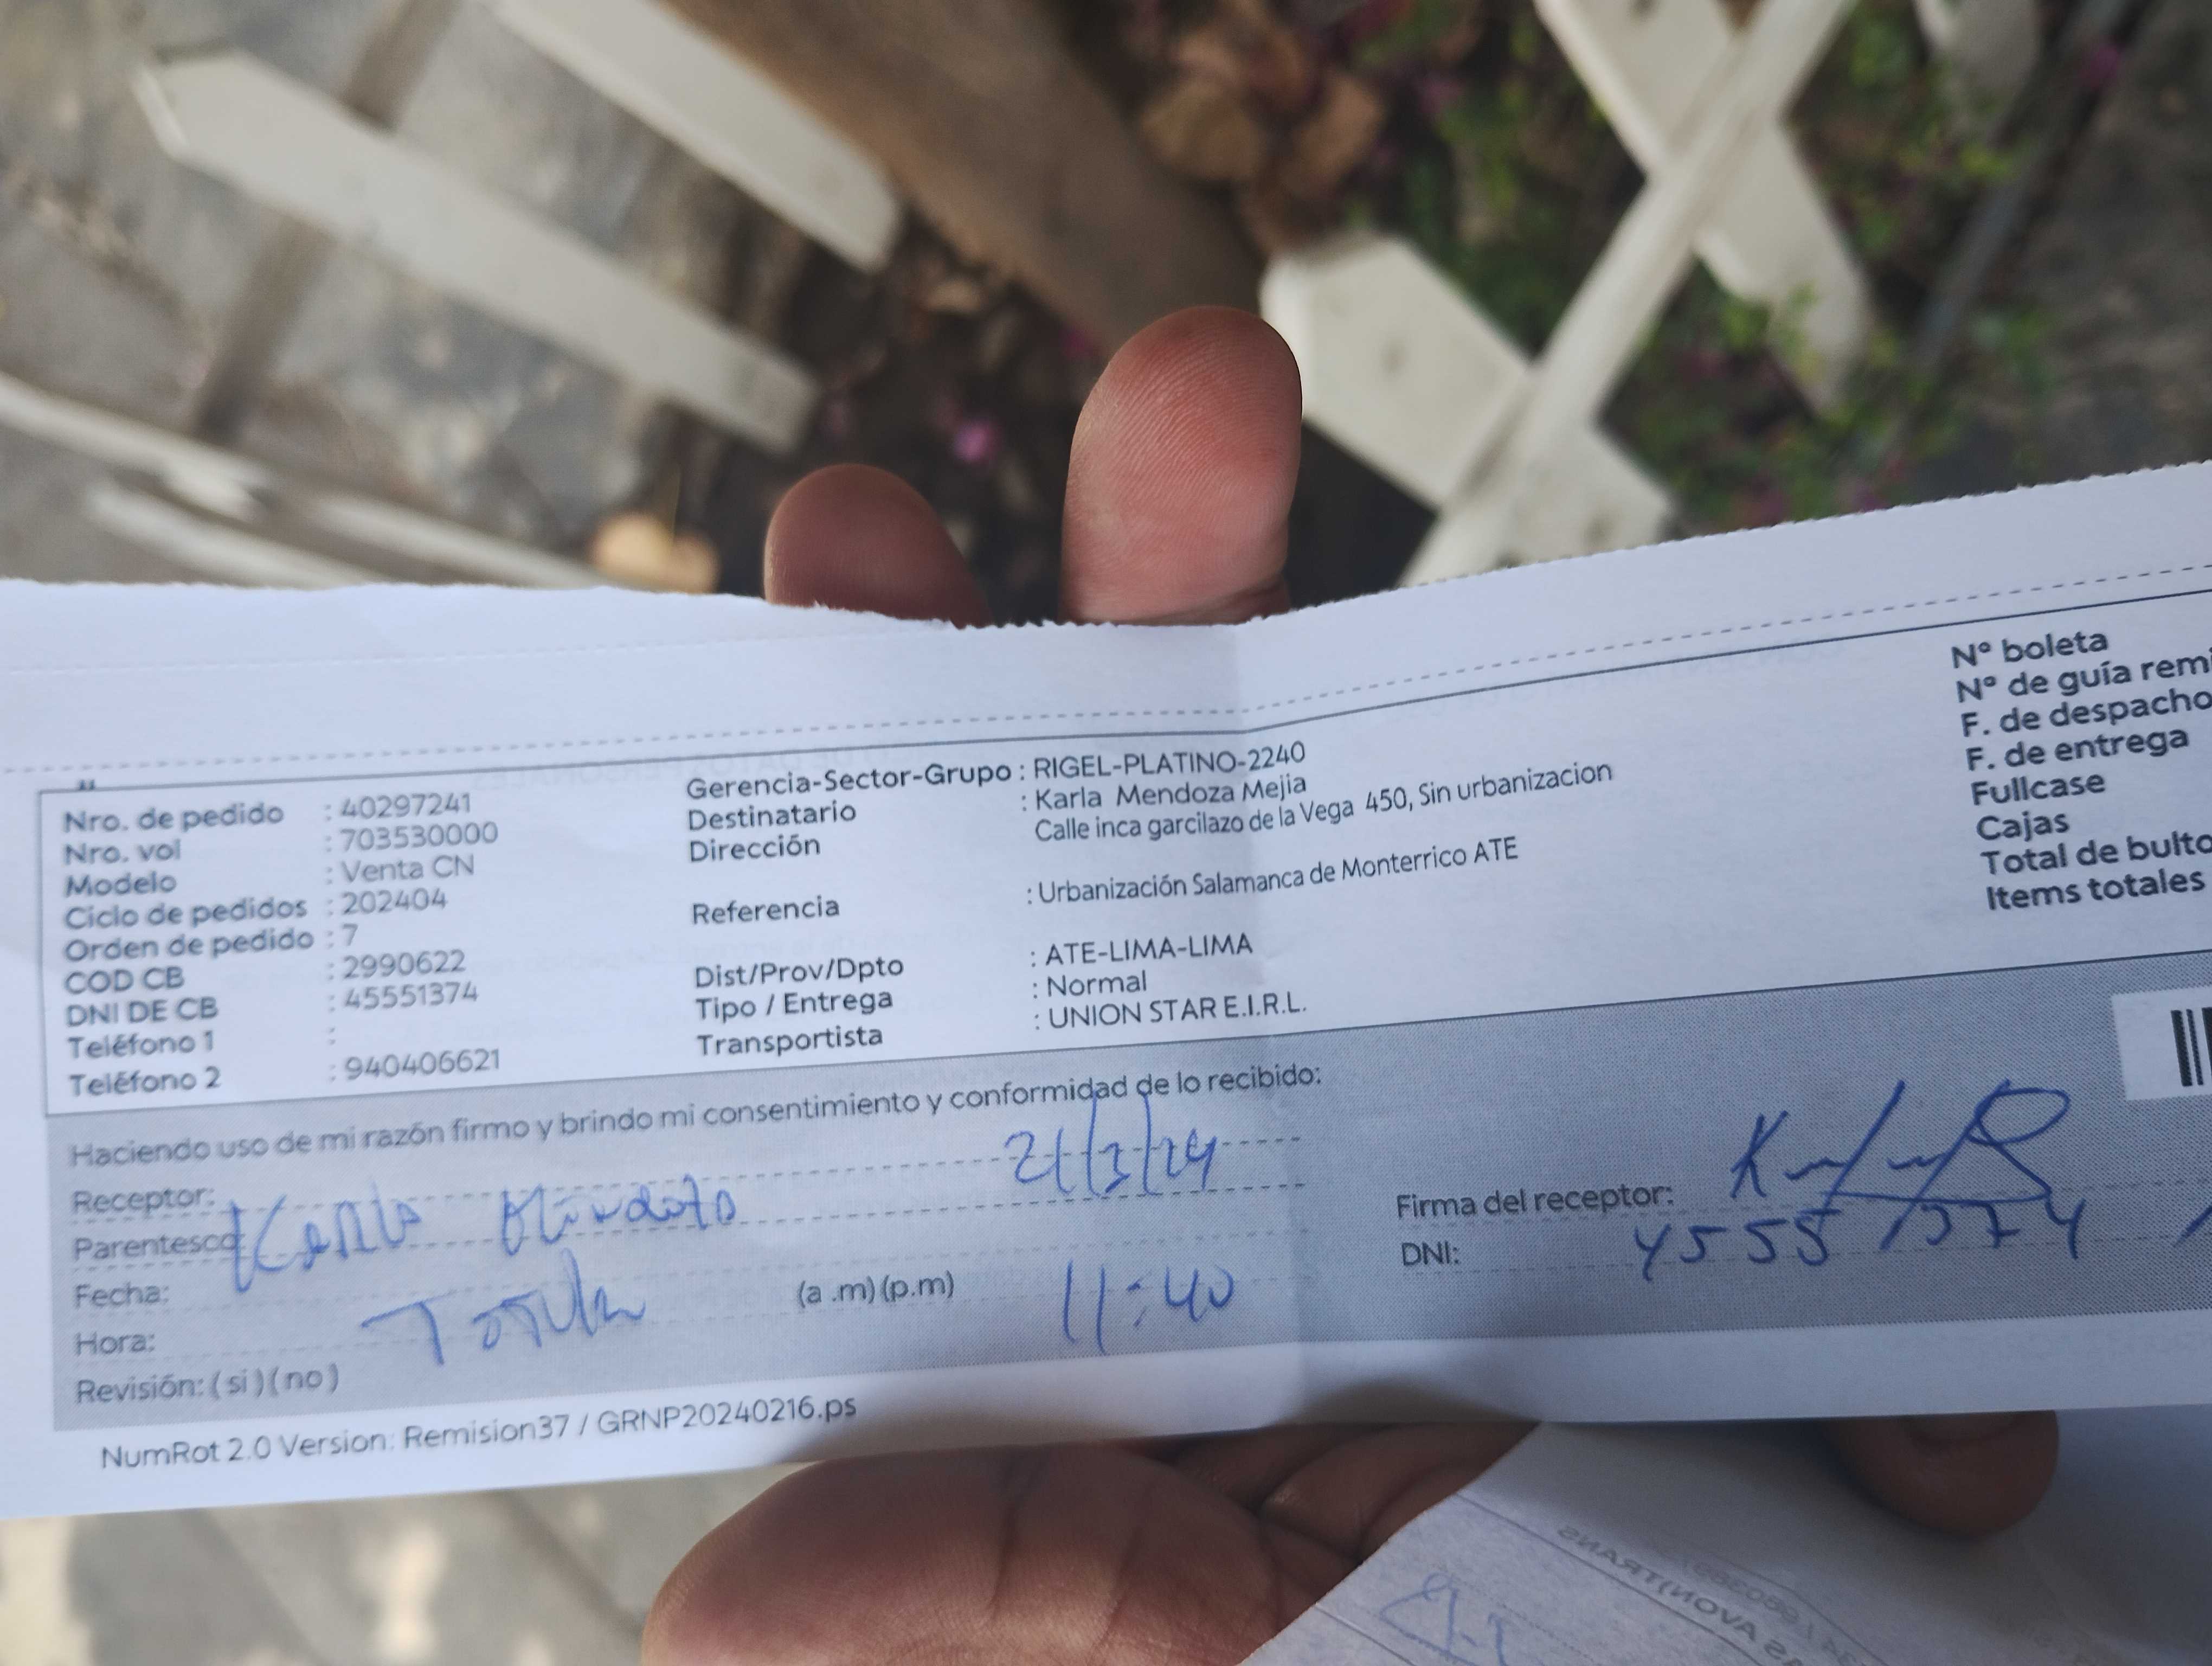 Nro. de pedido : 40297241
Nro. vol : 703530000
Modelo : Venta CN
Ciclo de pedidos : 202404
Orden de pedido : 7
COD CB : 2990622
DNI DE CB : 45551374
Teléfono 1 :
Teléfono 2 : 940406621
Gerencia-Sector-Grupo : RIGEL-PLATINO-2240
Destinatario : Karla Mendoza Mejia
Dirección Calle inca garcilazo de la Vega 450, Sin urbanizacion
Referencia : Urbanización Salamanca de Monterrico ATE
Dist/Prov/Dpto : ATE-LIMA-LIMA
Tipo / Entrega : Normal
Transportista : UNION STAR E.I.R.L.
N° boleta
N° de guía remi
F. de despacho
F. de entrega
Fullcase
Cajas
Total de bulto
Items totales
Haciendo uso de mi razón firmo y brindo mi consentimiento y conformidad de lo recibido:
Receptor: 21/3/24
Parentesco: Karla Mendoza
Fecha:
Hora: Titular (a .m) (p.m) 11:40
Revisión: ( si ) ( no )
Firma del receptor:
DNI: 45551374
NumRot 2.0 Version: Remision37 / GRNP20240216.ps